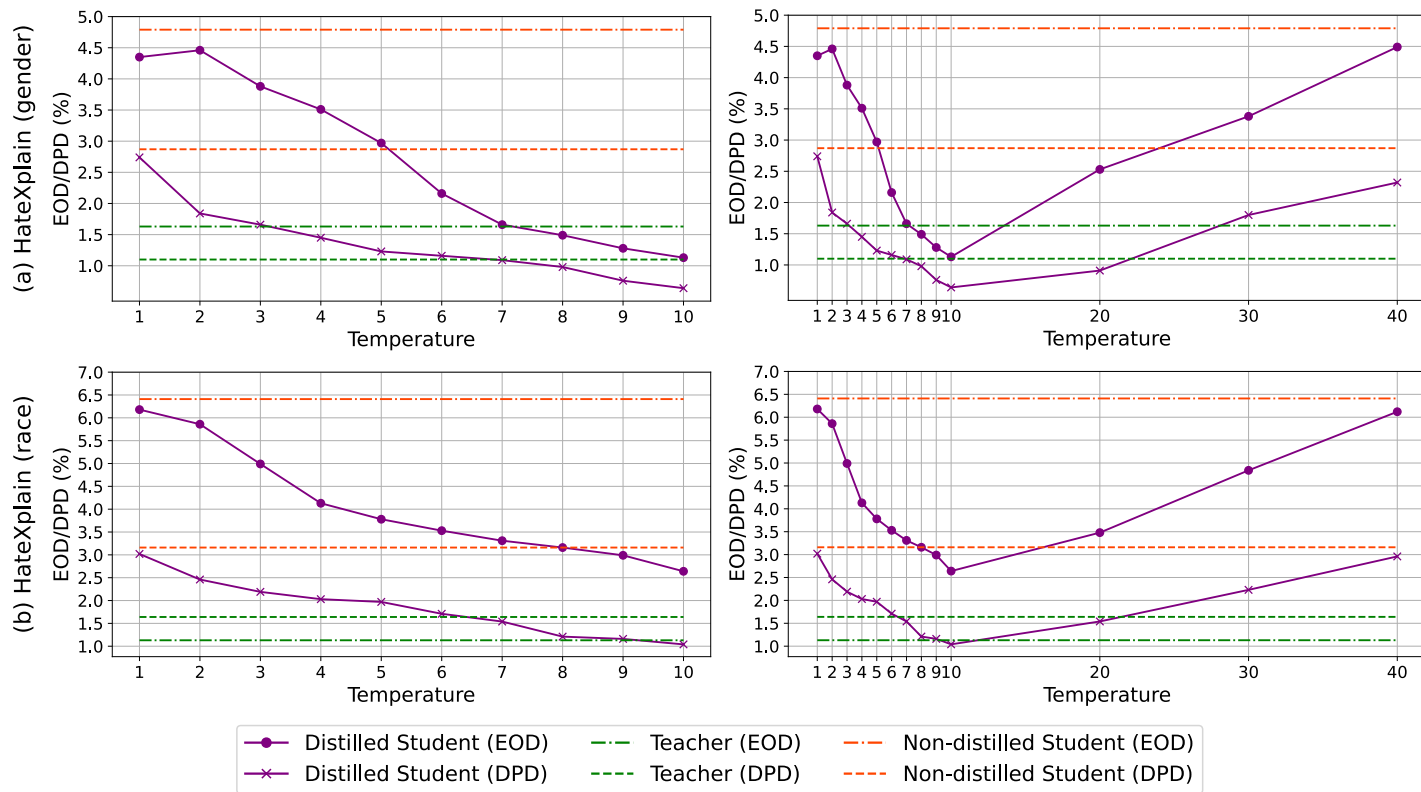 (a) HateXplain (gender)
EOD/DPD (%)
5.0
4.5
4.0
3.5
3.0
2.5
2.0
1.5
1.0
1 2 3 4 5 6 7 8 9 10
Temperature
EOD/DPD (%)
5.0
4.5
4.0
3.5
3.0
2.5
2.0
1.5
1.0
1 2 3 4 5 6 7 8 9 10 20 30 40
Temperature
(b) HateXplain (race)
EOD/DPD (%)
7.0
6.5
6.0
5.5
5.0
4.5
4.0
3.5
3.0
2.5
2.0
1.5
1.0
1 2 3 4 5 6 7 8 9 10
Temperature
EOD/DPD (%)
7.0
6.5
6.0
5.5
5.0
4.5
4.0
3.5
3.0
2.5
2.0
1.5
1.0
1 2 3 4 5 6 7 8 9 10 20 30 40
Temperature
Distilled Student (EOD) Teacher (EOD) Non-distilled Student (EOD)
Distilled Student (DPD) Teacher (DPD) Non-distilled Student (DPD)